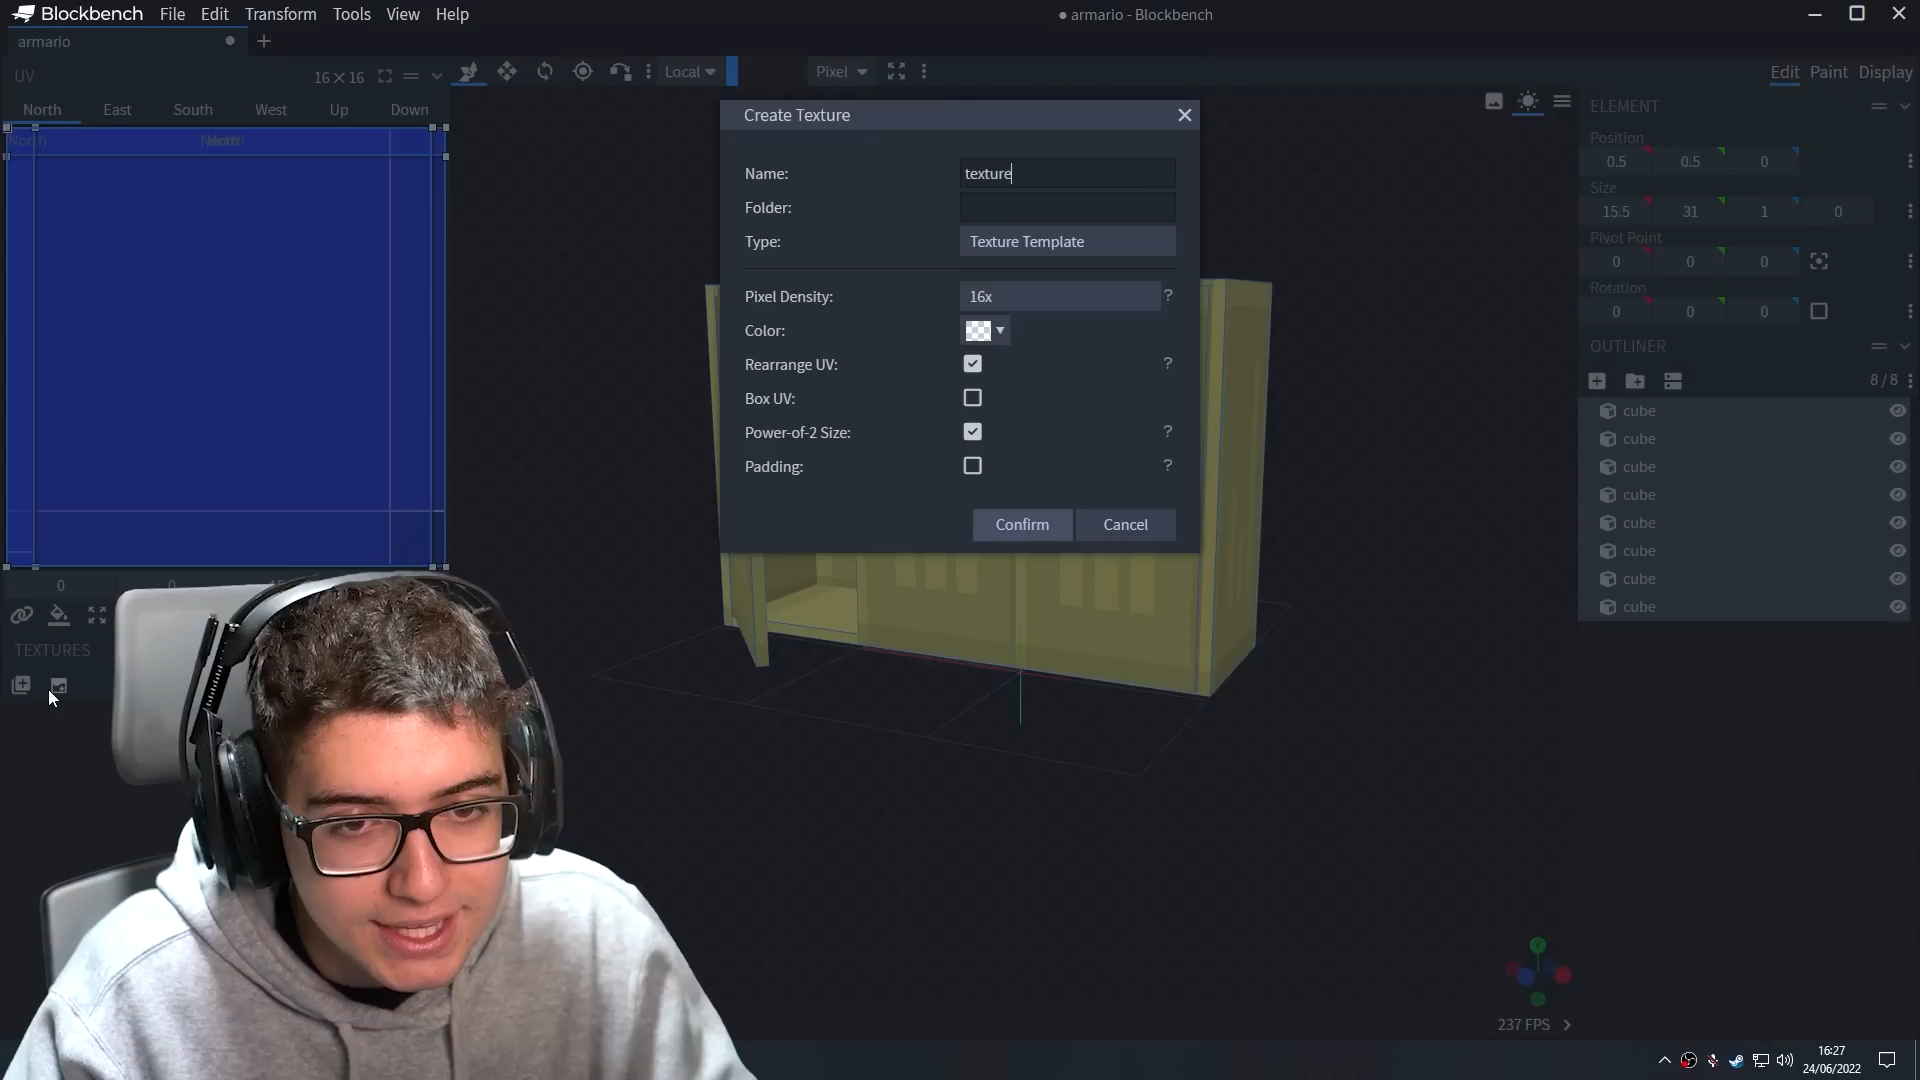 Blockbench File Edit Transform Tools View Help
● armario - Blockbench
armario
UV 16 × 16
Local
Pixel
Edit Paint Display
North East South West Up Down
North
North
0
TEXTURES
Create Texture
Name: texture
Folder:
Type: Texture Template
Pixel Density: 16x ?
Color:
Rearrange UV: ?
Box UV:
Power-of-2 Size: ?
Padding: ?
Confirm Cancel
ELEMENT
Position
0.5 0.5 0
Size
15.5 31 1 0
Pivot Point
0 0 0
Rotation
0 0 0
OUTLINER
8 / 8
cube
cube
cube
cube
cube
cube
cube
cube
Y
237 FPS
16:27
24/06/2022